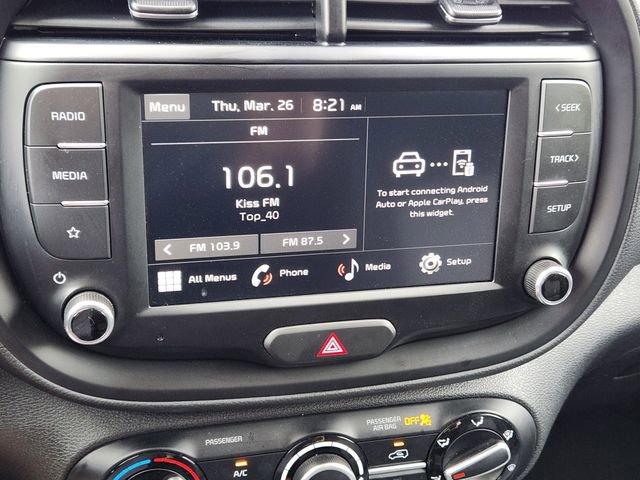 Menu Thu, Mar. 26 8:21 AM
RADIO
MEDIA
FM
106.1
Kiss FM
Top_40
< FM 103.9 FM 87.5 >
To start connecting Android
Auto or Apple CarPlay, press
this widget.
All Menus Phone Media Setup
< SEEK
TRACK >
SETUP
PASSENGER
A/C
PASSENGER
AIR BAG OFF